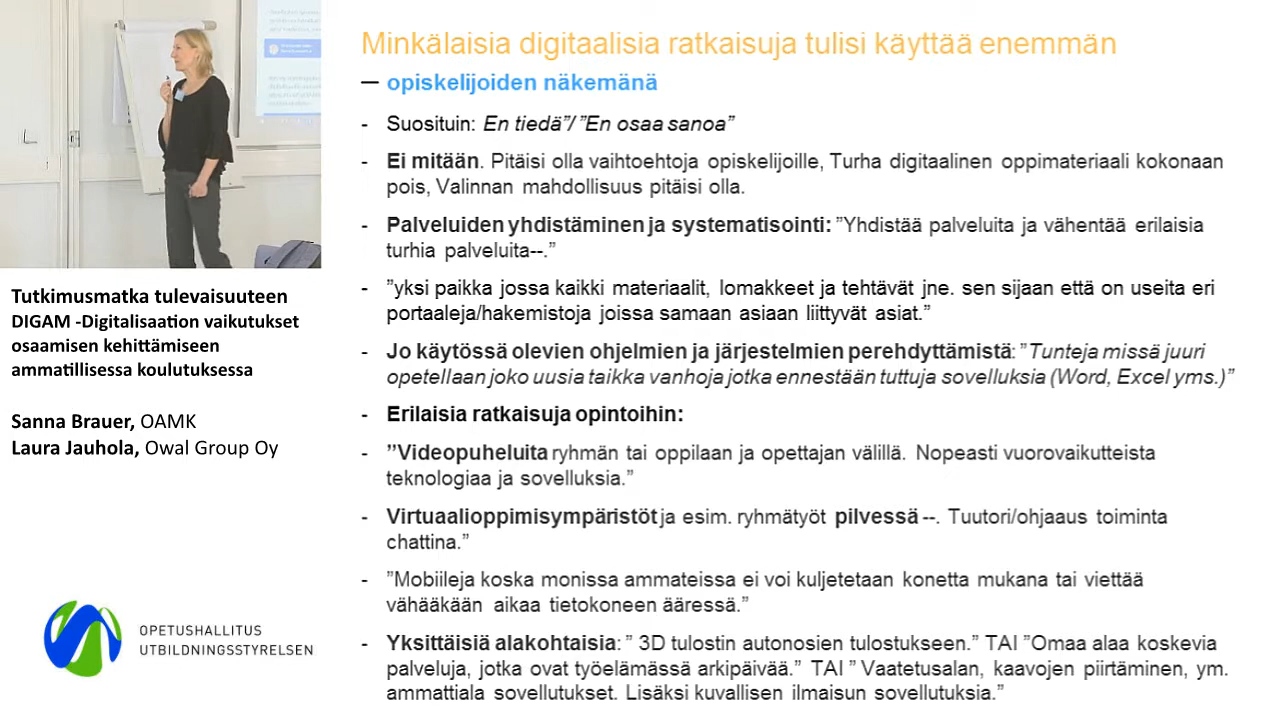 Minkälaisia digitaalisia ratkaisuja tulisi käyttää enemmän
— opiskelijoiden näkemänä
- Suosituin: En tiedä”/ ”En osaa sanoa”
- Ei mitään. Pitäisi olla vaihtoehtoja opiskelijoille, Turha digitaalinen oppimateriaali kokonaan
pois, Valinnan mahdollisuus pitäisi olla.
- Palveluiden yhdistäminen ja systematisointi: ”Yhdistää palveluita ja vähentää erilaisia
turhia palveluita--.”
- ”yksi paikka jossa kaikki materiaalit, lomakkeet ja tehtävät jne. sen sijaan että on useita eri
portaaleja/hakemistoja joissa samaan asiaan liittyvät asiat.”
- Jo käytössä olevien ohjelmien ja järjestelmien perehdyttämistä: ”Tunteja missä juuri
opetellaan joko uusia taikka vanhoja jotka ennestään tuttuja sovelluksia (Word, Excel yms.)”
- Erilaisia ratkaisuja opintoihin:
- ”Videopuheluita ryhmän tai oppilaan ja opettajan välillä. Nopeasti vuorovaikutteista
teknologiaa ja sovelluksia.”
- Virtuaalioppimisympäristöt ja esim. ryhmätyöt pilvessä --. Tuutori/ohjaaus toiminta
chattina.”
- ”Mobiileja koska monissa ammateissa ei voi kuljetetaan konetta mukana tai viettää
vähääkään aikaa tietokoneen ääressä.”
- Yksittäisiä alakohtaisia: ” 3D tulostin autonosien tulostukseen.” TAI ”Omaa alaa koskevia
palveluja, jotka ovat työelämässä arkipäivää.” TAI ” Vaatetusalan, kaavojen piirtäminen, ym.
ammattiala sovellutukset. Lisäksi kuvallisen ilmaisun sovellutuksia.”
Tutkimusmatka tulevaisuuteen
DIGAM -Digitalisaation vaikutukset
osaamisen kehittämiseen
ammatillisessa koulutuksessa
Sanna Brauer, OAMK
Laura Jauhola, Owal Group Oy
OPETUSHALLITUS
UTBILDNINGSSTYRELSEN